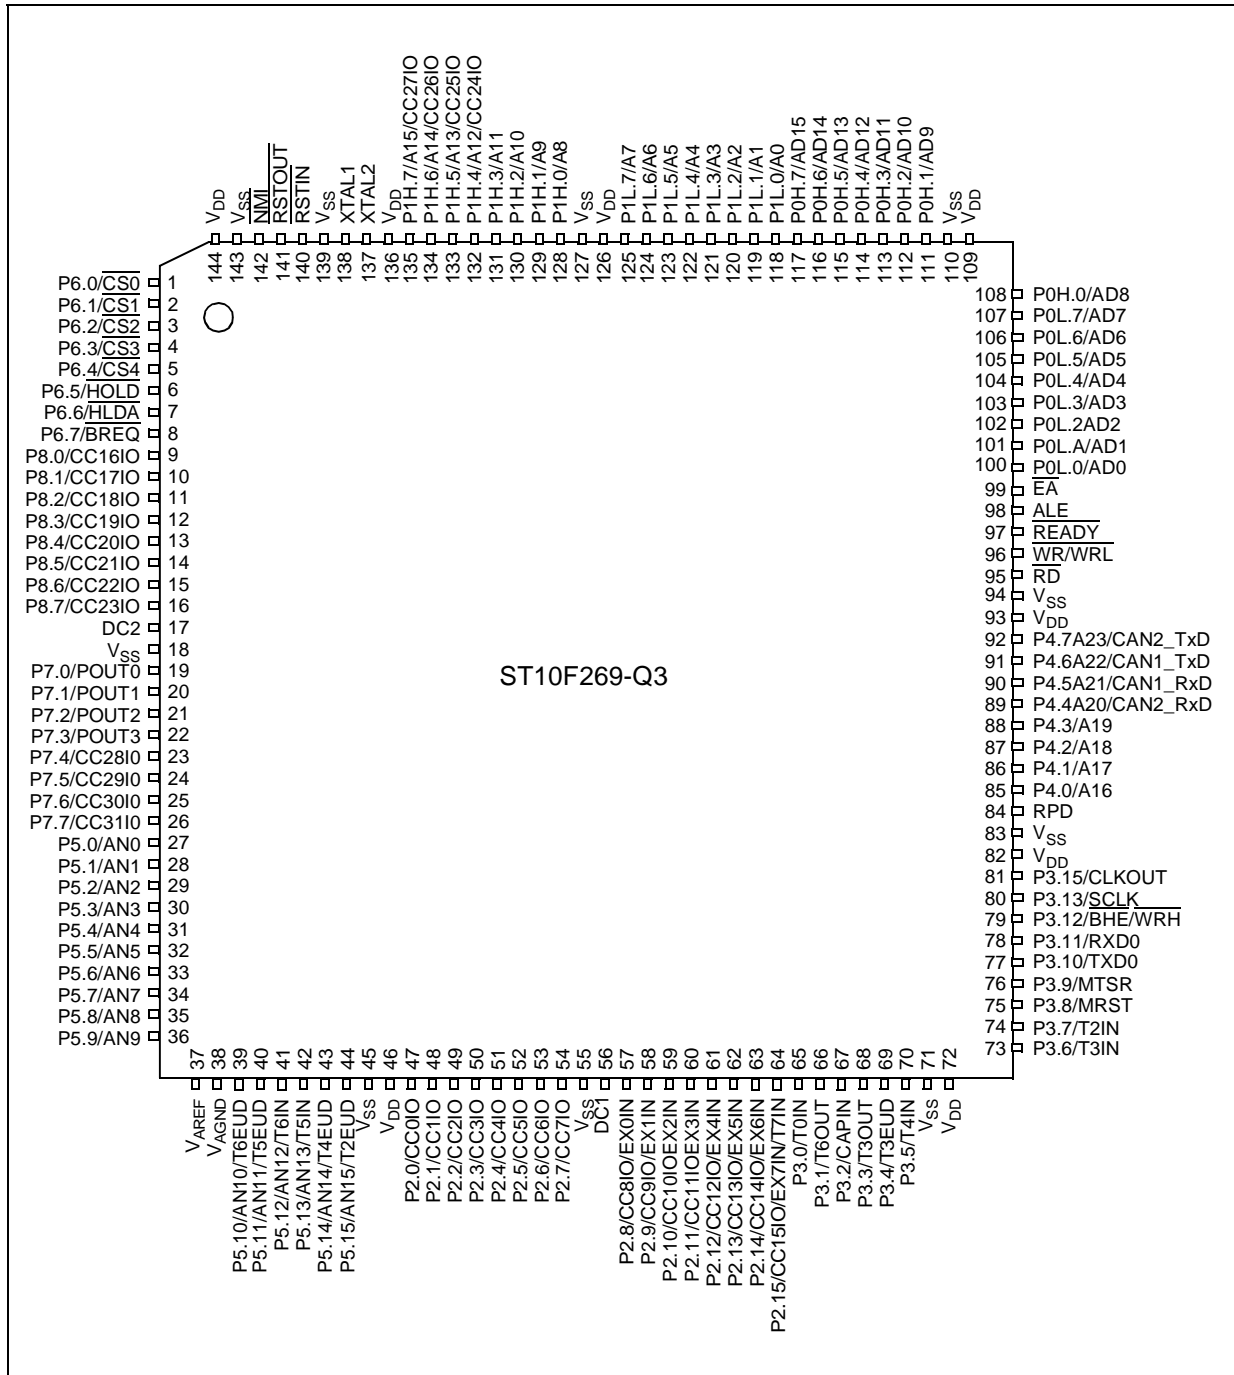 P1H.7/A15/CC27IO
P1H.6/A14/CC26IO
P1H.5/A13/CC25IO
P1H.4/A12/CC24IO
P1H.3/A11
P1H.2/A10
P1H.1/A9
P1H.0/A8
P1L.7/A7
P1L.6/A6
P1L.5/A5
P1L.4/A4
P1L.3/A3
P1L.2/A2
P1L.1/A1
P1L.0/A0
P0H.7/AD15
P0H.6/AD14
P0H.5/AD13
P0H.4/AD12
P0H.3/AD11
P0H.2/AD10
P0H.1/AD9
VDD
VSS
NMI
RSTOUT
RSTIN
VSS
XTAL1
XTAL2
VDD
VSS
VDD
VSS
VDD
144
143
142
141
140
139
138
137
136
135
134
133
132
131
130
129
128
127
126
125
124
123
122
121
120
119
118
117
116
115
114
113
112
111
110
109
P6.0/CS0 1
P6.1/CS1 2
P6.2/CS2 3
P6.3/CS3 4
P6.4/CS4 5
P6.5/HOLD 6
P6.6/HLDA 7
P6.7/BREQ 8
P8.0/CC16IO 9
P8.1/CC17IO 10
P8.2/CC18IO 11
P8.3/CC19IO 12
P8.4/CC20IO 13
P8.5/CC21IO 14
P8.6/CC22IO 15
P8.7/CC23IO 16
DC2 17
VSS 18
P7.0/POUT0 19
P7.1/POUT1 20
P7.2/POUT2 21
P7.3/POUT3 22
P7.4/CC28I0 23
P7.5/CC29I0 24
P7.6/CC30I0 25
P7.7/CC31I0 26
P5.0/AN0 27
P5.1/AN1 28
P5.2/AN2 29
P5.3/AN3 30
P5.4/AN4 31
P5.5/AN5 32
P5.6/AN6 33
P5.7/AN7 34
P5.8/AN8 35
P5.9/AN9 36
ST10F269-Q3
108 P0H.0/AD8
107 P0L.7/AD7
106 P0L.6/AD6
105 P0L.5/AD5
104 P0L.4/AD4
103 P0L.3/AD3
102 P0L.2AD2
101 P0L.A/AD1
100 P0L.0/AD0
99 EA
98 ALE
97 READY
96 WR/WRL
95 RD
94 VSS
93 VDD
92 P4.7A23/CAN2_TxD
91 P4.6A22/CAN1_TxD
90 P4.5A21/CAN1_RxD
89 P4.4A20/CAN2_RxD
88 P4.3/A19
87 P4.2/A18
86 P4.1/A17
85 P4.0/A16
84 RPD
83 VSS
82 VDD
81 P3.15/CLKOUT
80 P3.13/SCLK
79 P3.12/BHE/WRH
78 P3.11/RXD0
77 P3.10/TXD0
76 P3.9/MTSR
75 P3.8/MRST
74 P3.7/T2IN
73 P3.6/T3IN
37
38
39
40
41
42
43
44
45
46
47
48
49
50
51
52
53
54
55
56
57
58
59
60
61
62
63
64
65
66
67
68
69
70
71
72
VAREF
VAGND
P5.10/AN10/T6EUD
P5.11/AN11/T5EUD
P5.12/AN12/T6IN
P5.13/AN13/T5IN
P5.14/AN14/T4EUD
P5.15/AN15/T2EUD
VSS
VDD
P2.0/CC0IO
P2.1/CC1IO
P2.2/CC2IO
P2.3/CC3IO
P2.4/CC4IO
P2.5/CC5IO
P2.6/CC6IO
P2.7/CC7IO
VSS
DC1
P2.8/CC8IO/EX0IN
P2.9/CC9IO/EX1IN
P2.10/CC10IOEX2IN
P2.11/CC11IOEX3IN
P2.12/CC12IO/EX4IN
P2.13/CC13IO/EX5IN
P2.14/CC14IO/EX6IN
P2.15/CC15IO/EX7IN/T7IN
P3.0/T0IN
P3.1/T6OUT
P3.2/CAPIN
P3.3/T3OUT
P3.4/T3EUD
P3.5/T4IN
VSS
VDD